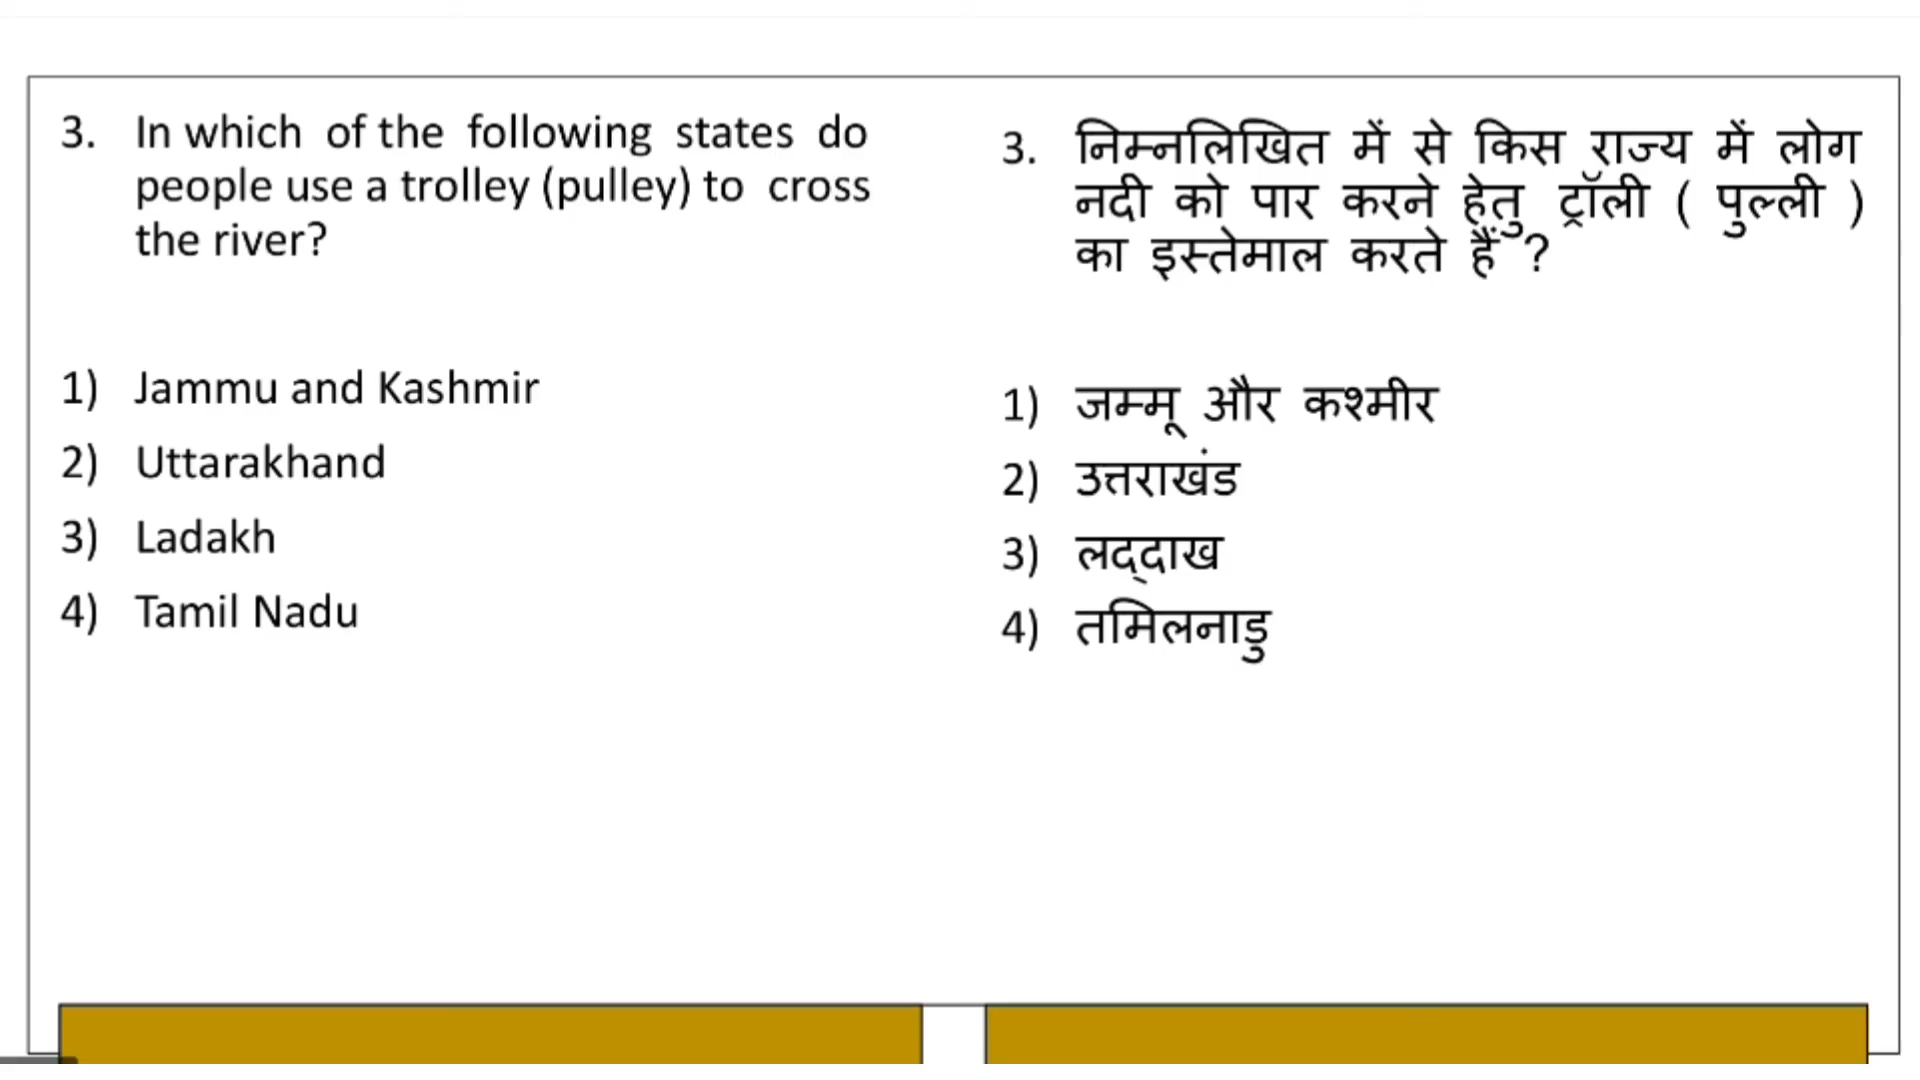 3. In which of the following states do
people use a trolley (pulley) to cross
the river?
1) Jammu and Kashmir
2) Uttarakhand
3) Ladakh
4) Tamil Nadu
3. निम्नलिखित में से किस राज्य में लोग
नदी को पार करने हेतु ट्रॉली ( पुल्ली )
का इस्तेमाल करते हैं ?
1) जम्मू और कश्मीर
2) उत्तराखंड
3) लद्दाख
4) तमिलनाडु